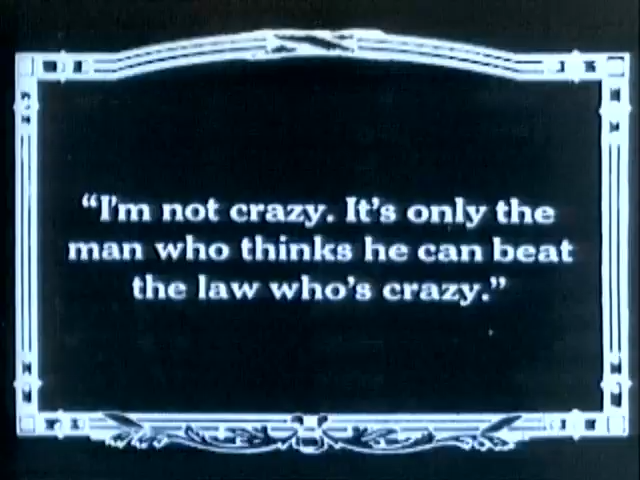 “I'm not crazy. It's only the
man who thinks he can beat
the law who's crazy.”